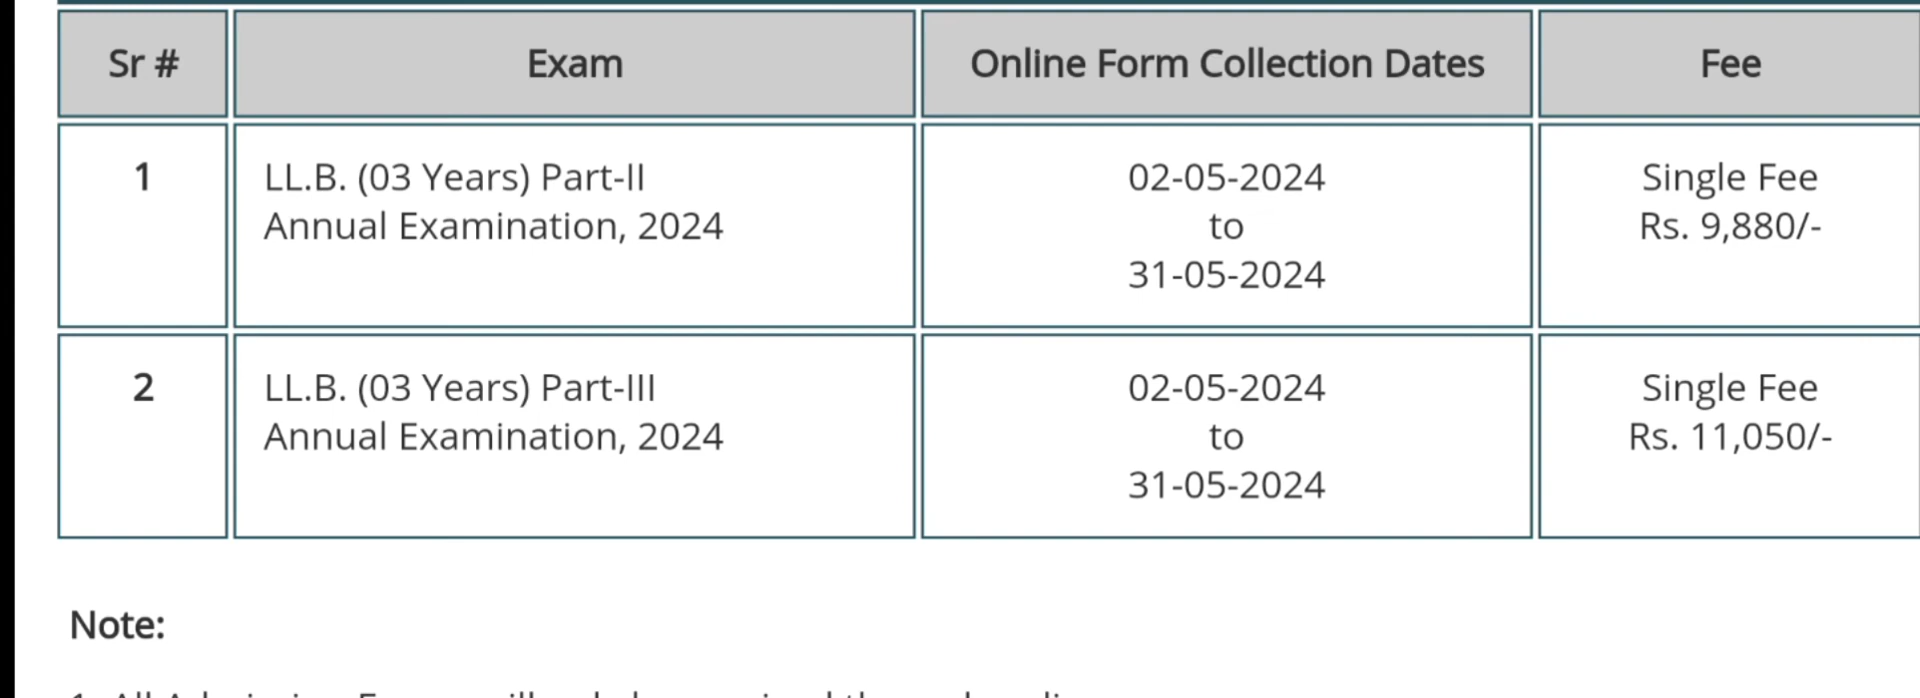 Sr #
Exam
Online Form Collection Dates
Fee
1
LL.B. (03 Years) Part-II
Annual Examination, 2024
02-05-2024
to
31-05-2024
Single Fee
Rs. 9,880/-
2
LL.B. (03 Years) Part-III
Annual Examination, 2024
02-05-2024
to
31-05-2024
Single Fee
Rs. 11,050/-
Note: